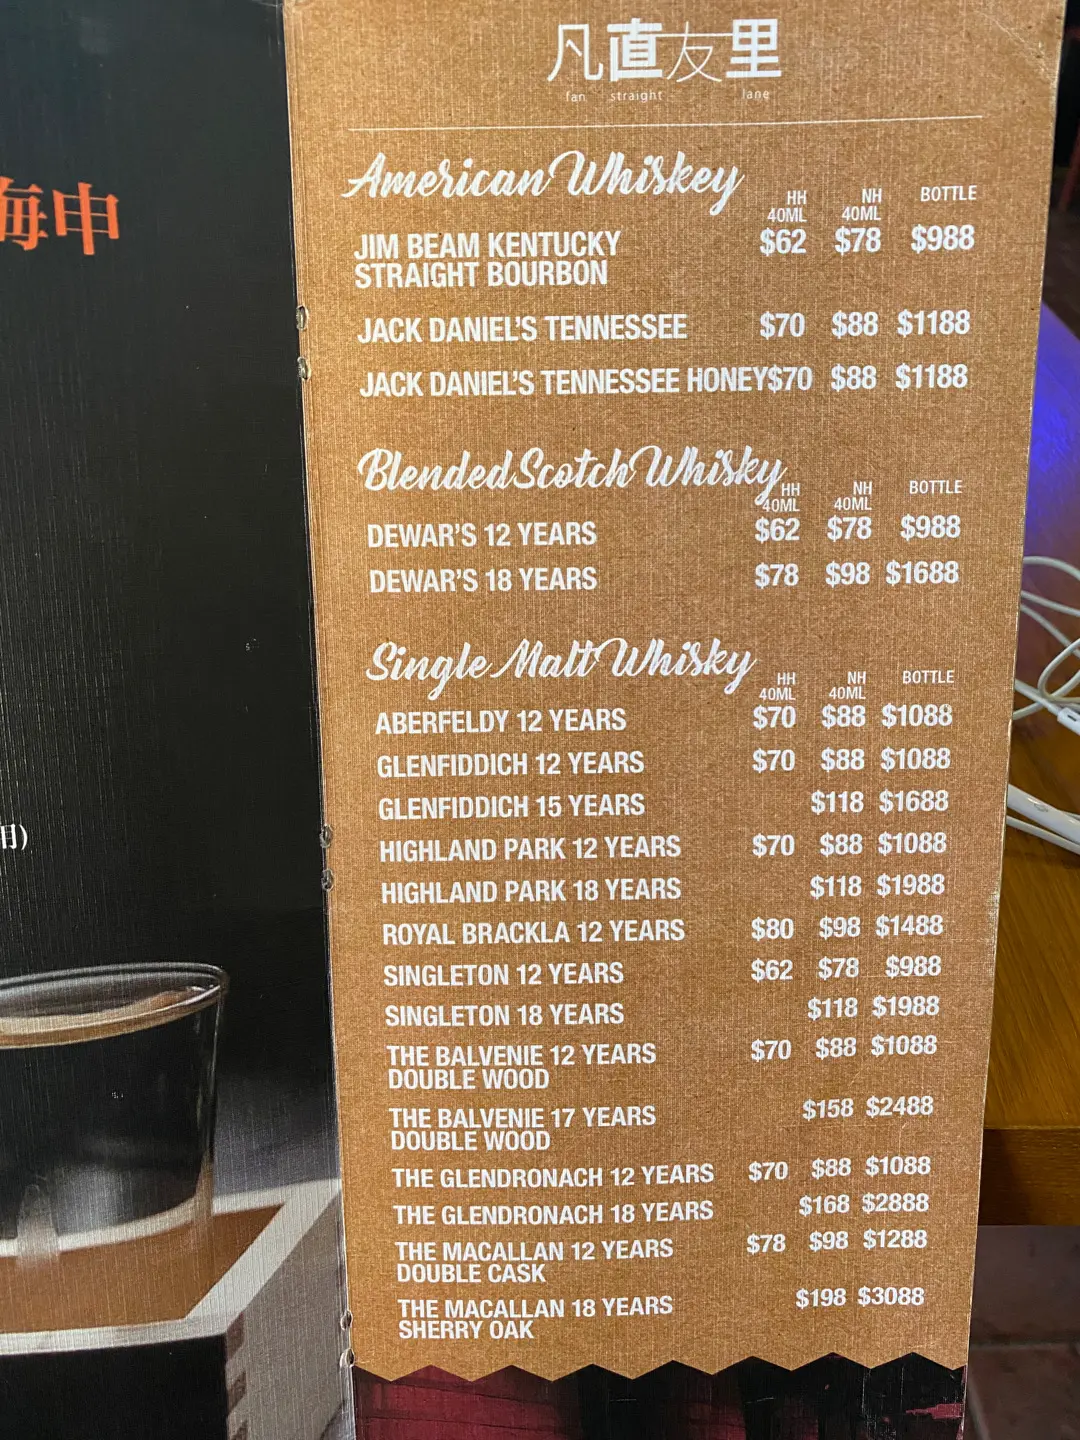 凡直友里
fan straight lane
American Whiskey
HH 40ML NH 40ML BOTTLE
JIM BEAM KENTUCKY $62 $78 $988
STRAIGHT BOURBON
JACK DANIEL'S TENNESSEE $70 $88 $1188
JACK DANIEL'S TENNESSEE HONEY $70 $88 $1188
Blended Scotch Whisky
HH 40ML NH 40ML BOTTLE
DEWAR'S 12 YEARS $62 $78 $988
DEWAR'S 18 YEARS $78 $98 $1688
Single Malt Whisky
HH 40ML NH 40ML BOTTLE
ABERFELDY 12 YEARS $70 $88 $1088
GLENFIDDICH 12 YEARS $70 $88 $1088
GLENFIDDICH 15 YEARS $118 $1688
HIGHLAND PARK 12 YEARS $70 $88 $1088
HIGHLAND PARK 18 YEARS $118 $1988
ROYAL BRACKLA 12 YEARS $80 $98 $1488
SINGLETON 12 YEARS $62 $78 $988
SINGLETON 18 YEARS $118 $1988
THE BALVENIE 12 YEARS $70 $88 $1088
DOUBLE WOOD
THE BALVENIE 17 YEARS $158 $2488
DOUBLE WOOD
THE GLENDRONACH 12 YEARS $70 $88 $1088
THE GLENDRONACH 18 YEARS $168 $2888
THE MACALLAN 12 YEARS $78 $98 $1288
DOUBLE CASK
THE MACALLAN 18 YEARS $198 $3088
SHERRY OAK
海申